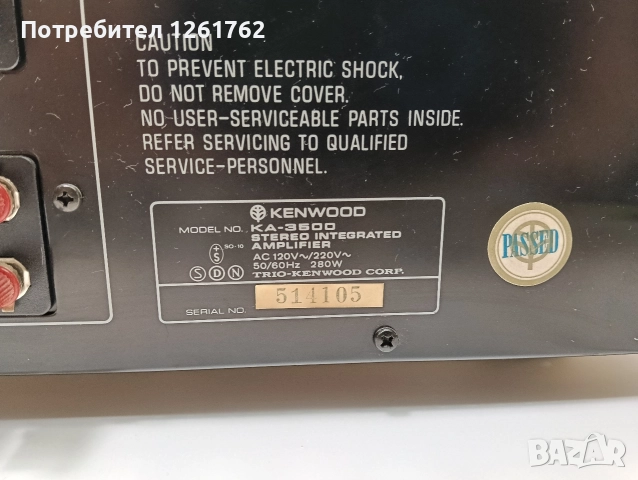 Потребител 1261762
CAUTION
TO PREVENT ELECTRIC SHOCK,
DO NOT REMOVE COVER.
NO USER-SERVICEABLE PARTS INSIDE.
REFER SERVICING TO QUALIFIED
SERVICE-PERSONNEL.
KENWOOD
MODEL NO. KA-3500
STEREO INTEGRATED
AMPLIFIER
AC 120V~/220V~
50/60Hz 280W
TRIO-KENWOOD CORP.
+
S
SO-10
S D N
SERIAL NO. 514105
PASSED
BAZAR